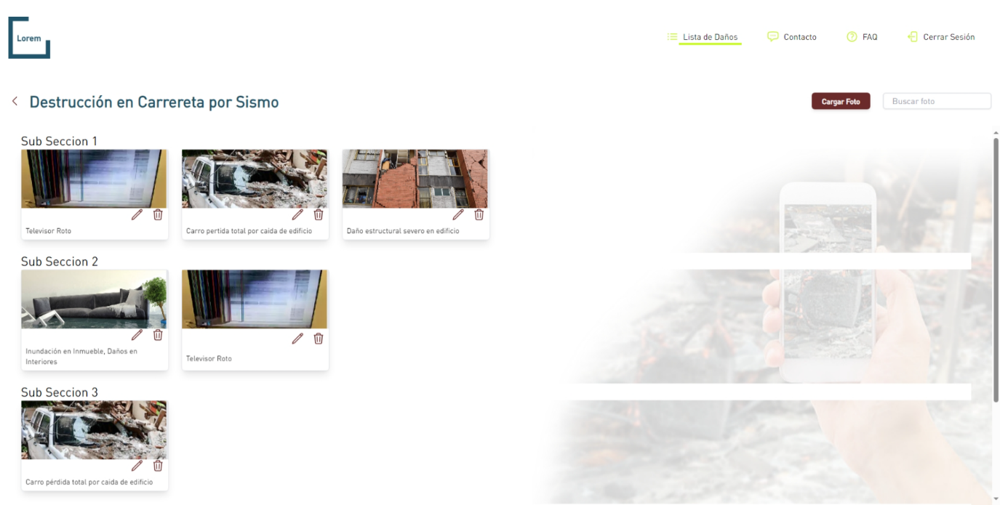 Lorem
Lista de Daños
Contacto
FAQ
Cerrar Sesión
Destrucción en Carrereta por Sismo
Cargar Foto
Buscar foto
Sub Seccion 1
Televisor Roto
Carro pertida total por caida de edificio
Daño estructural severo en edificio
Sub Seccion 2
Inundación en Inmueble, Daños en
Interiores
Televisor Roto
Sub Seccion 3
Carro pérdida total por caida de edificio